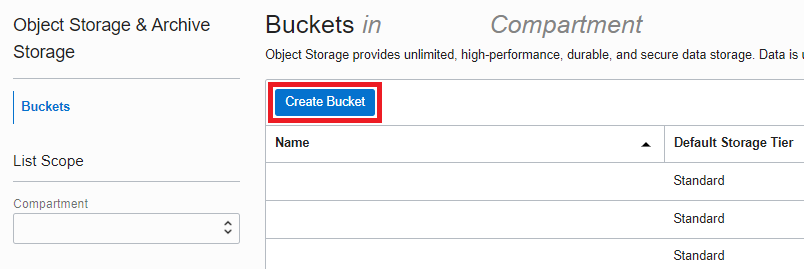 Object Storage & Archive
Storage
Buckets
List Scope
Compartment
Buckets in Compartment
Object Storage provides unlimited, high-performance, durable, and secure data storage. Data is u
Create Bucket
Name Default Storage Tier
Standard
Standard
Standard